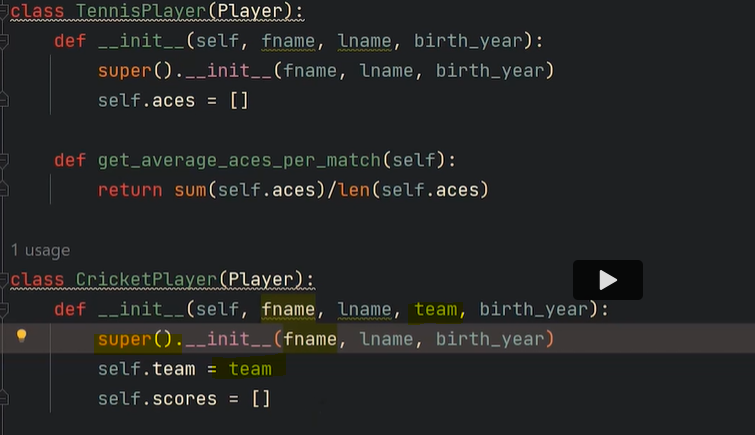 class TennisPlayer(Player):
    def __init__(self, fname, lname, birth_year):
        super().__init__(fname, lname, birth_year)
        self.aces = []
    def get_average_aces_per_match(self):
        return sum(self.aces)/len(self.aces)
1 usage
class CricketPlayer(Player):
    def __init__(self, fname, lname, team, birth_year):
        super().__init__(fname, lname, birth_year)
        self.team = team
        self.scores = []